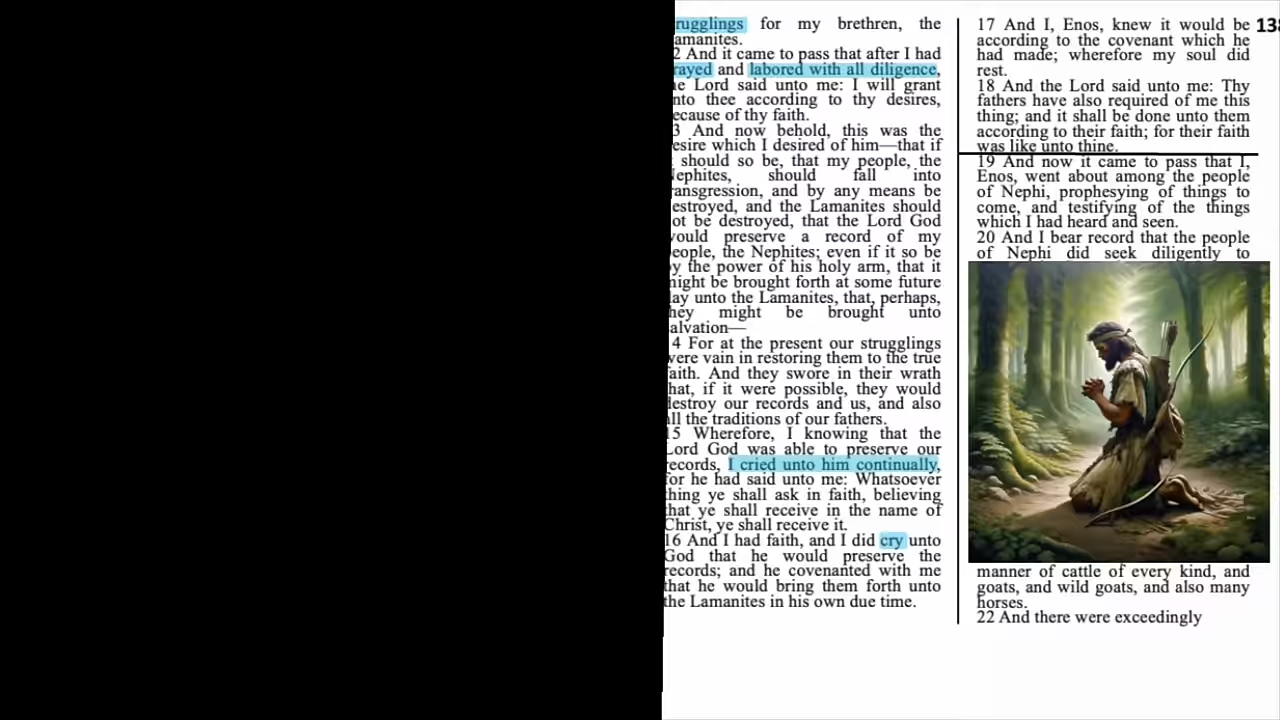 rugglings for my brethren, the
amanites.
2 And it came to pass that after I had
rayed and labored with all diligence,
he Lord said unto me: I will grant
nto thee according to thy desires,
ecause of thy faith.
3 And now behold, this was the
esire which I desired of him—that if
should so be, that my people, the
Nephites, should fall into
ransgression, and by any means be
estroyed, and the Lamanites should
ot be destroyed, that the Lord God
would preserve a record of my
eople, the Nephites; even if it so be
by the power of his holy arm, that it
might be brought forth at some future
day unto the Lamanites, that, perhaps,
they might be brought unto
alvation—
14 For at the present our strugglings
were vain in restoring them to the true
faith. And they swore in their wrath
that, if it were possible, they would
destroy our records and us, and also
all the traditions of our fathers.
15 Wherefore, I knowing that the
Lord God was able to preserve our
records, I cried unto him continually,
for he had said unto me: Whatsoever
thing ye shall ask in faith, believing
that ye shall receive in the name of
Christ, ye shall receive it.
16 And I had faith, and I did cry unto
God that he would preserve the
records; and he covenanted with me
that he would bring them forth unto
the Lamanites in his own due time.
17 And I, Enos, knew it would be
according to the covenant which he
had made; wherefore my soul did
rest.
18 And the Lord said unto me: Thy
fathers have also required of me this
thing; and it shall be done unto them
according to their faith; for their faith
was like unto thine.
19 And now it came to pass that I,
Enos, went about among the people
of Nephi, prophesying of things to
come, and testifying of the things
which I had heard and seen.
20 And I bear record that the people
of Nephi did seek diligently to
manner of cattle of every kind, and
goats, and wild goats, and also many
horses.
22 And there were exceedingly